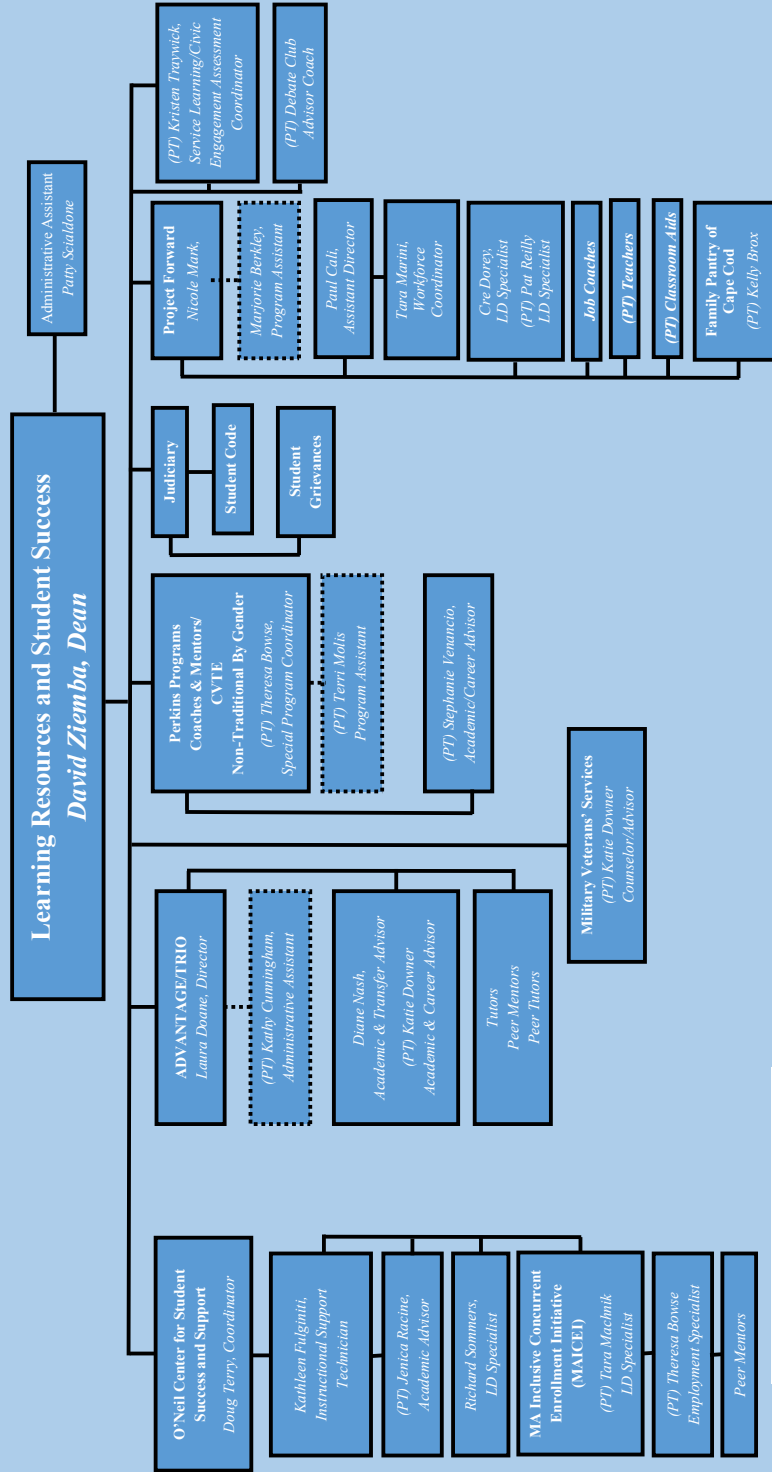 Learning Resources and Student Success
David Ziemba, Dean
Administrative Assistant
Patty Scialdone
O'Neil Center for Student
Success and Support
Doug Terry, Coordinator
Kathleen Fulginiti,
Instructional Support
Technician
(PT) Jenica Racine,
Academic Advisor
Richard Sommers,
LD Specialist
MA Inclusive Concurrent
Enrollment Initiative
(MAICEI)
(PT) Tara Machnik
LD Specialist
(PT) Theresa Bowse
Employment Specialist
Peer Mentors
ADVANTAGE/TRIO
Laura Doane, Director
(PT) Kathy Cunningham,
Administrative Assistant
Diane Nash,
Academic & Transfer Advisor
(PT) Katie Downer
Academic & Career Advisor
Tutors
Peer Mentors
Peer Tutors
Military Veterans' Services
(PT) Katie Downer
Counselor/Advisor
Perkins Programs
Coaches & Mentors/
CVTE
Non-Traditional By Gender
(PT) Theresa Bowse,
Special Program Coordinator
(PT) Terri Molis
Program Assistant
(PT) Stephanie Venancio,
Academic/Career Advisor
Judiciary
Student Code
Student
Grievances
Project Forward
Nicole Mark,
Marjorie Berkley,
Program Assistant
Paul Cali,
Assistant Director
Tara Marini,
Workforce
Coordinator
Cre Dorey,
LD Specialist
(PT) Pat Reilly
LD Specialist
Job Coaches
(PT) Teachers
(PT) Classroom Aids
Family Pantry of
Cape Cod
(PT) Kelly Brox
(PT) Kristen Traywick,
Service Learning/Civic
Engagement Assessment
Coordinator
(PT) Debate Club
Advisor Coach